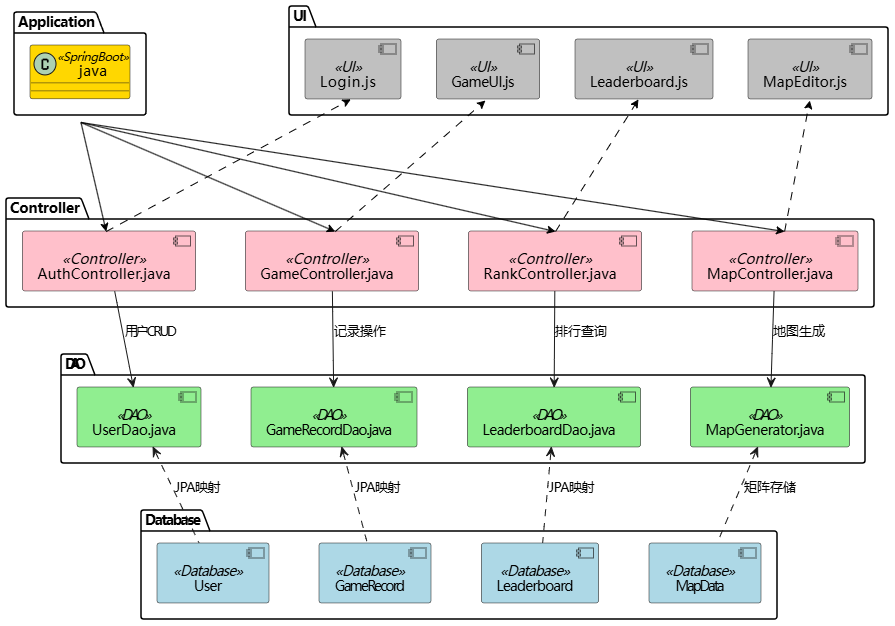 Application
UI
«SpringBoot»
C
java
«UI»
Login.js
«UI»
GameUI.js
«UI»
Leaderboard.js
«UI»
MapEditor.js
Controller
«Controller»
AuthController.java
«Controller»
GameController.java
«Controller»
RankController.java
«Controller»
MapController.java
用户CRUD
记录操作
排行查询
地图生成
DAO
«DAO»
UserDao.java
«DAO»
GameRecordDao.java
«DAO»
LeaderboardDao.java
«DAO»
MapGenerator.java
JPA映射
JPA映射
JPA映射
矩阵存储
Database
«Database»
User
«Database»
GameRecord
«Database»
Leaderboard
«Database»
MapData